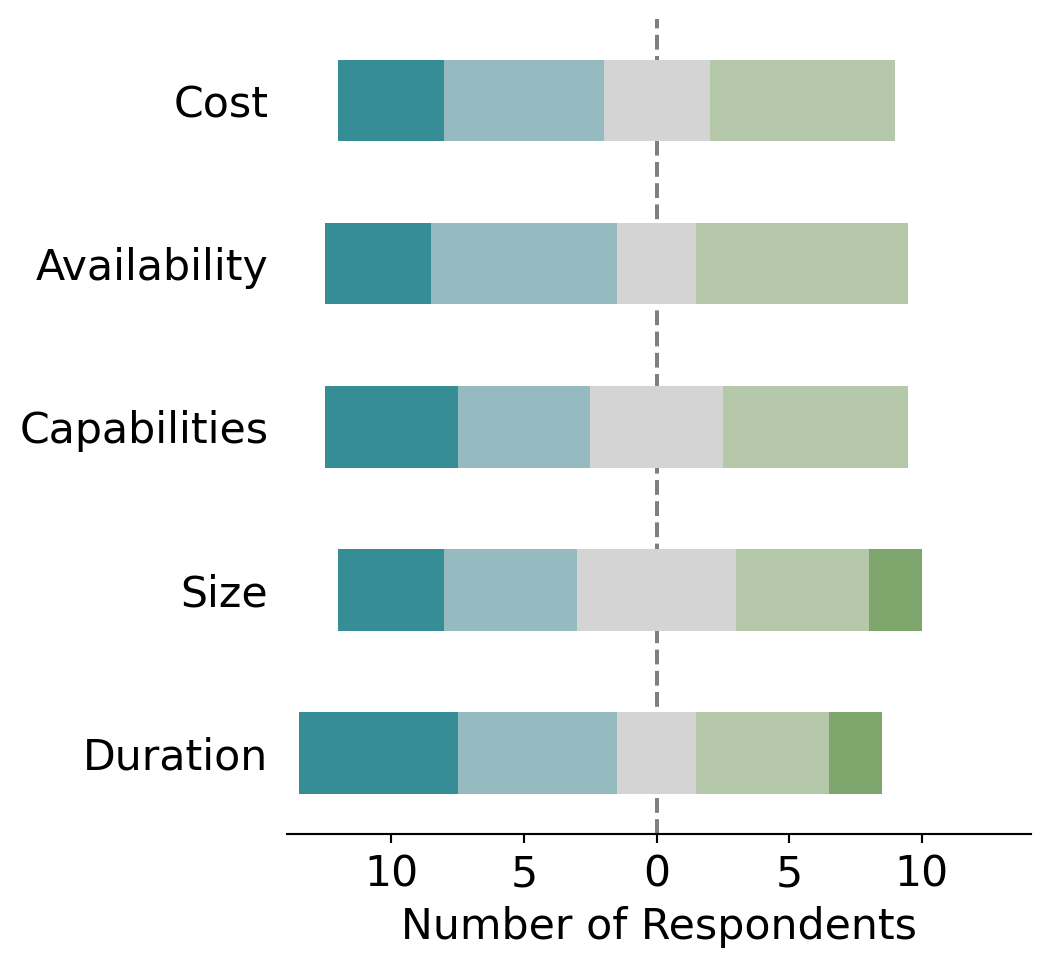 Cost
Availability
Capabilities
Size
Duration
10 5 0 5 10
Number of Respondents